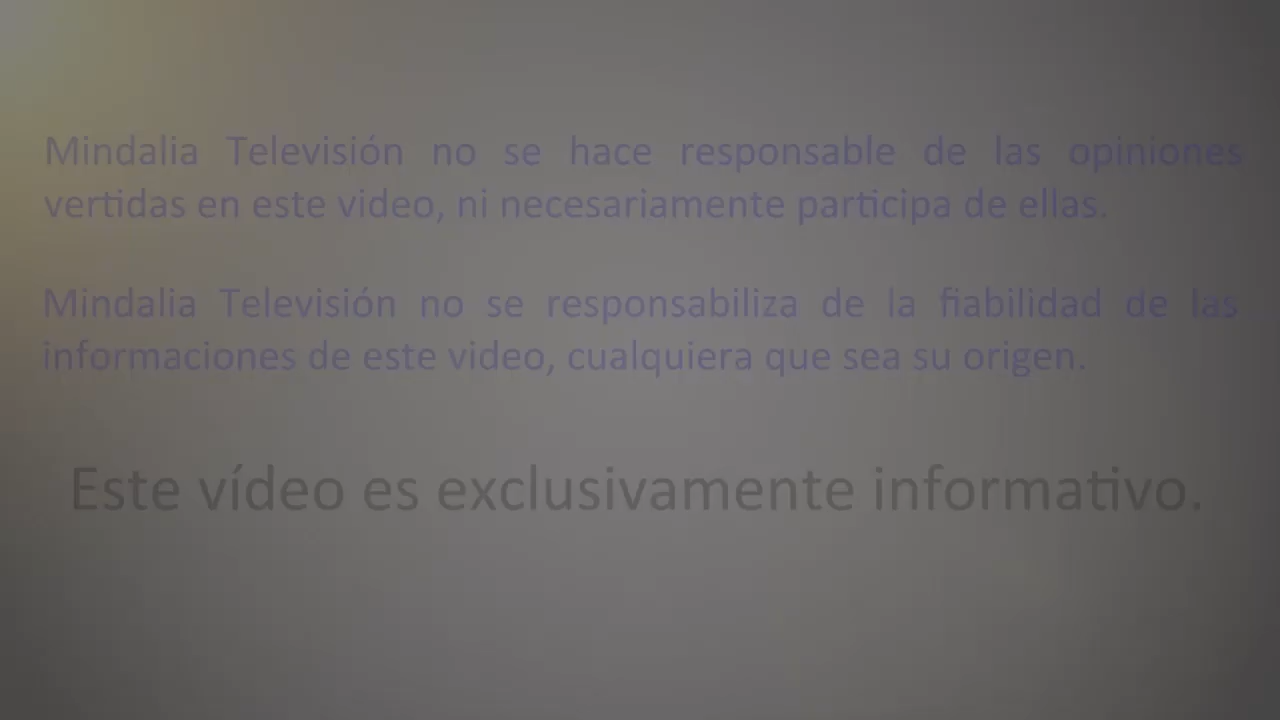 Mindalia Televisión no se hace responsable de las opiniones
vertidas en este video, ni necesariamente participa de ellas.
Mindalia Televisión no se responsabiliza de la fiabilidad de las
informaciones de este video, cualquiera que sea su origen.
Este vídeo es exclusivamente informativo.